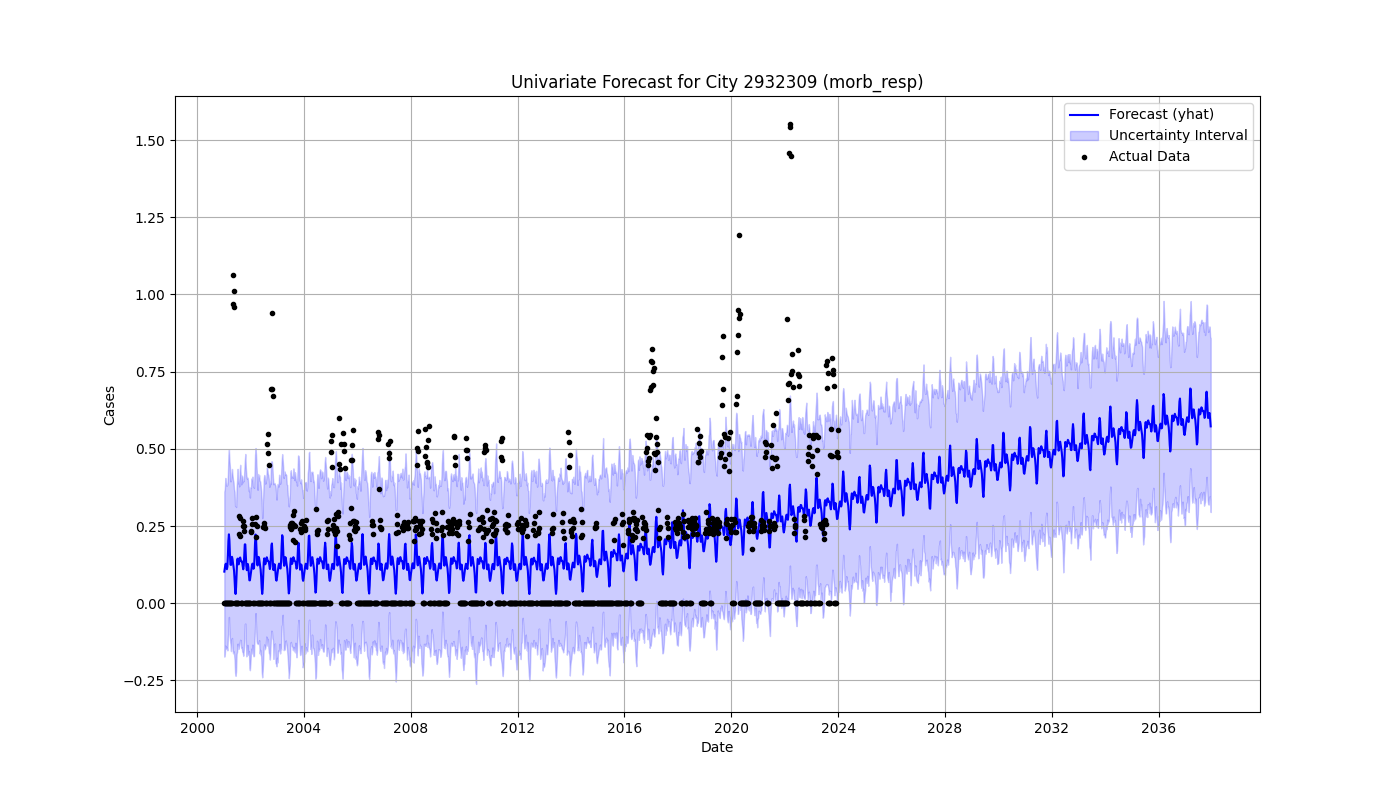 Univariate Forecast for City 2932309 (morb_resp)
Forecast (yhat)
Uncertainty Interval
Actual Data
Cases
1.50
1.25
1.00
0.75
0.50
0.25
0.00
−0.25
2000 2004 2008 2012 2016 2020 2024 2028 2032 2036
Date